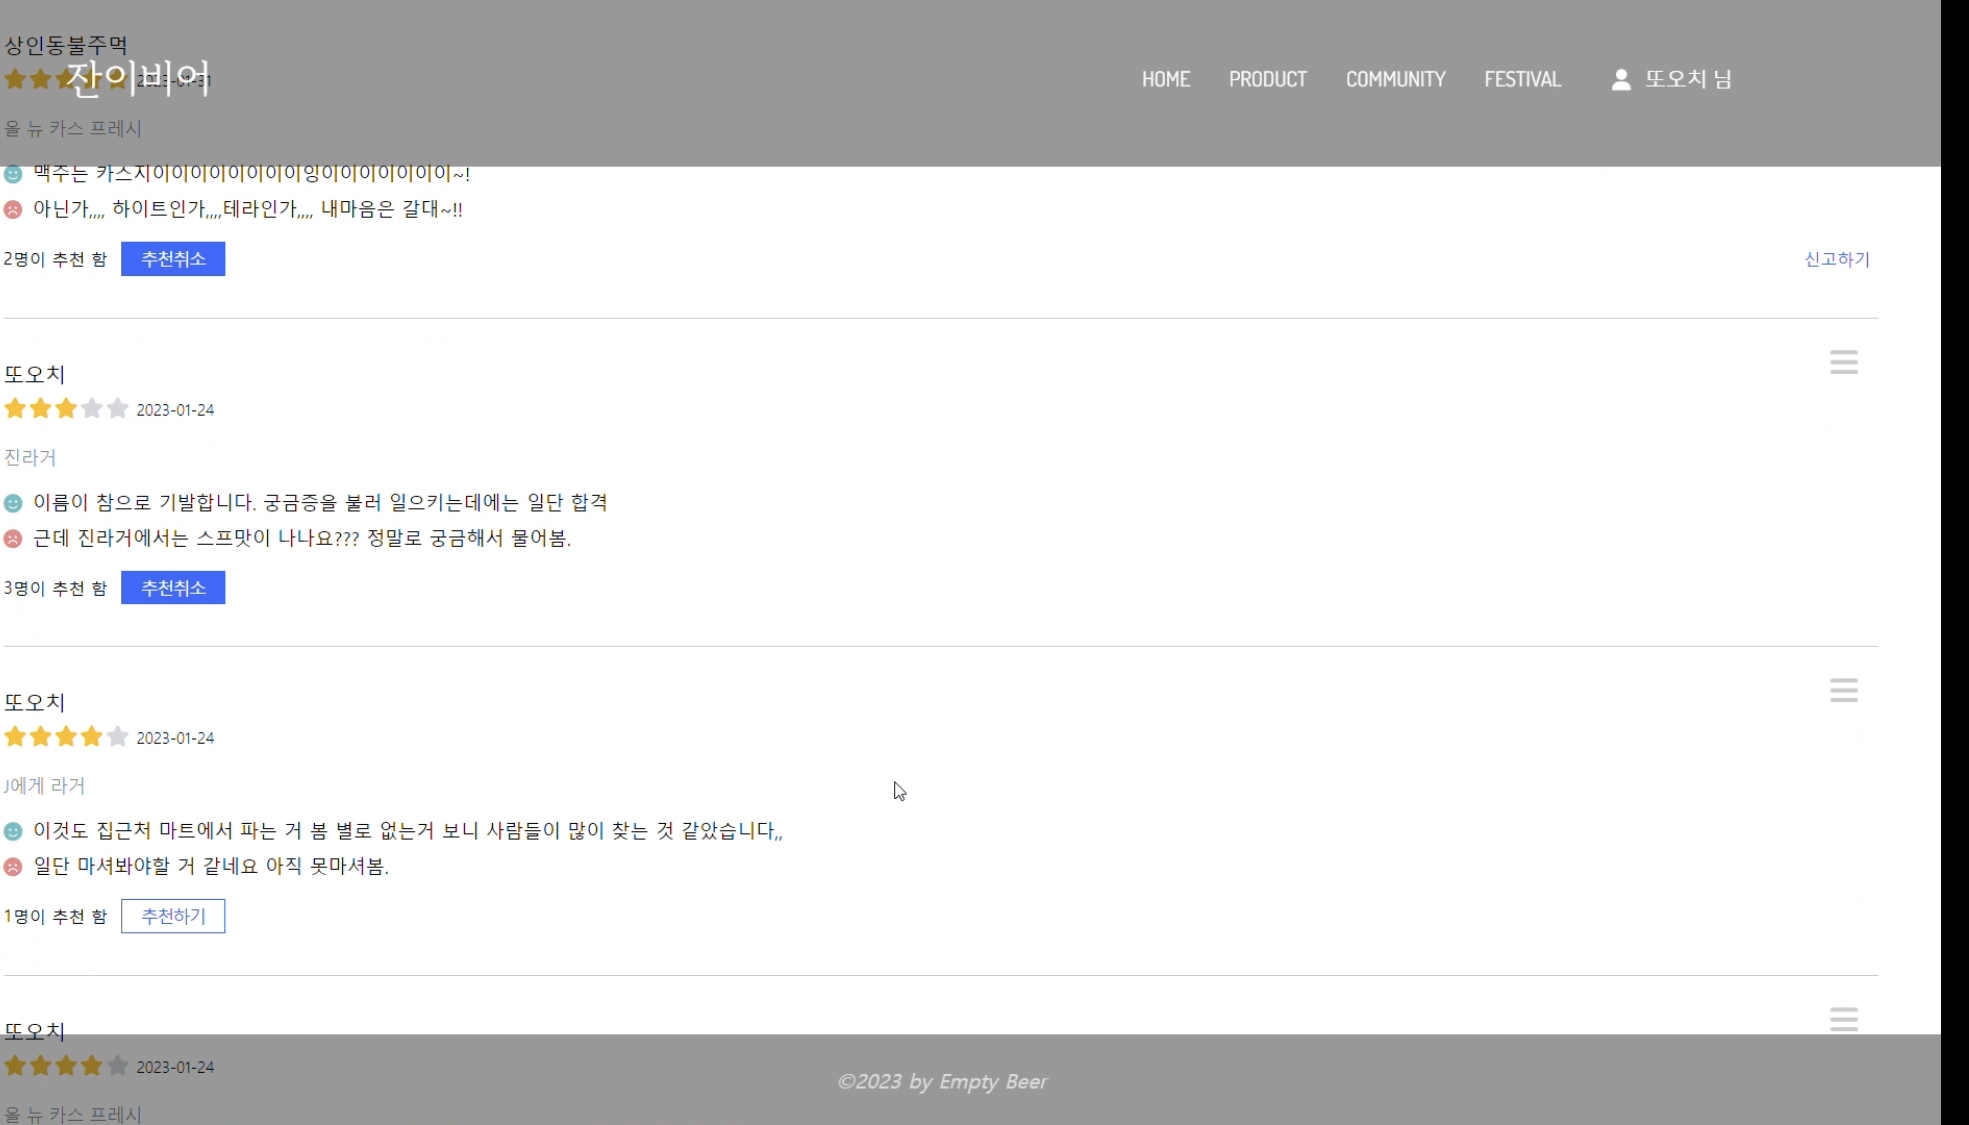 상인동불주먹
잔이비어
2023-01-31
HOME PRODUCT COMMUNITY FESTIVAL 또오치 님
올 뉴 카스 프레시
맥주는 카스지이이이이이이이이잉이이이이이이이~!
아닌가,,,, 하이트인가,,,,테라인가,,,, 내마음은 갈대~!!
2명이 추천 함 추천취소 신고하기
또오치
2023-01-24
진라거
이름이 참으로 기발합니다. 궁금증을 불러 일으키는데에는 일단 합격
근데 진라거에서는 스프맛이 나나요??? 정말로 궁금해서 물어봄.
3명이 추천 함 추천취소
또오치
2023-01-24
J에게 라거
이것도 집근처 마트에서 파는 거 봄 별로 없는거 보니 사람들이 많이 찾는 것 같았습니다,,
일단 마셔봐야할 거 같네요 아직 못마셔봄.
1명이 추천 함 추천하기
또오치
2023-01-24
©2023 by Empty Beer
올 뉴 카스 프레시